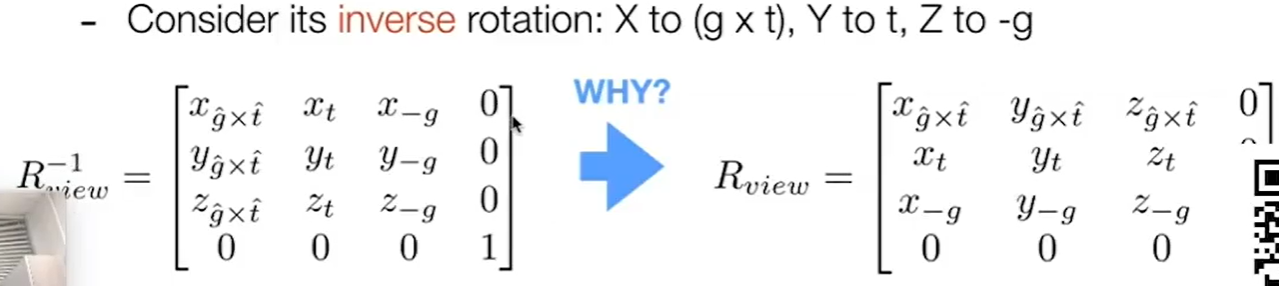 - Consider its inverse rotation: X to (g x t), Y to t, Z to -g
WHY?
R_{view}^{-1} = \begin{bmatrix} x_{\hat{g}\times\hat{t}} & x_t & x_{-g} & 0 \\ y_{\hat{g}\times\hat{t}} & y_t & y_{-g} & 0 \\ z_{\hat{g}\times\hat{t}} & z_t & z_{-g} & 0 \\ 0 & 0 & 0 & 1 \end{bmatrix}
R_{view} = \begin{bmatrix} x_{\hat{g}\times\hat{t}} & y_{\hat{g}\times\hat{t}} & z_{\hat{g}\times\hat{t}} & 0 \\ x_t & y_t & z_t & \\ x_{-g} & y_{-g} & z_{-g} & \\ 0 & 0 & 0 & \end{bmatrix}